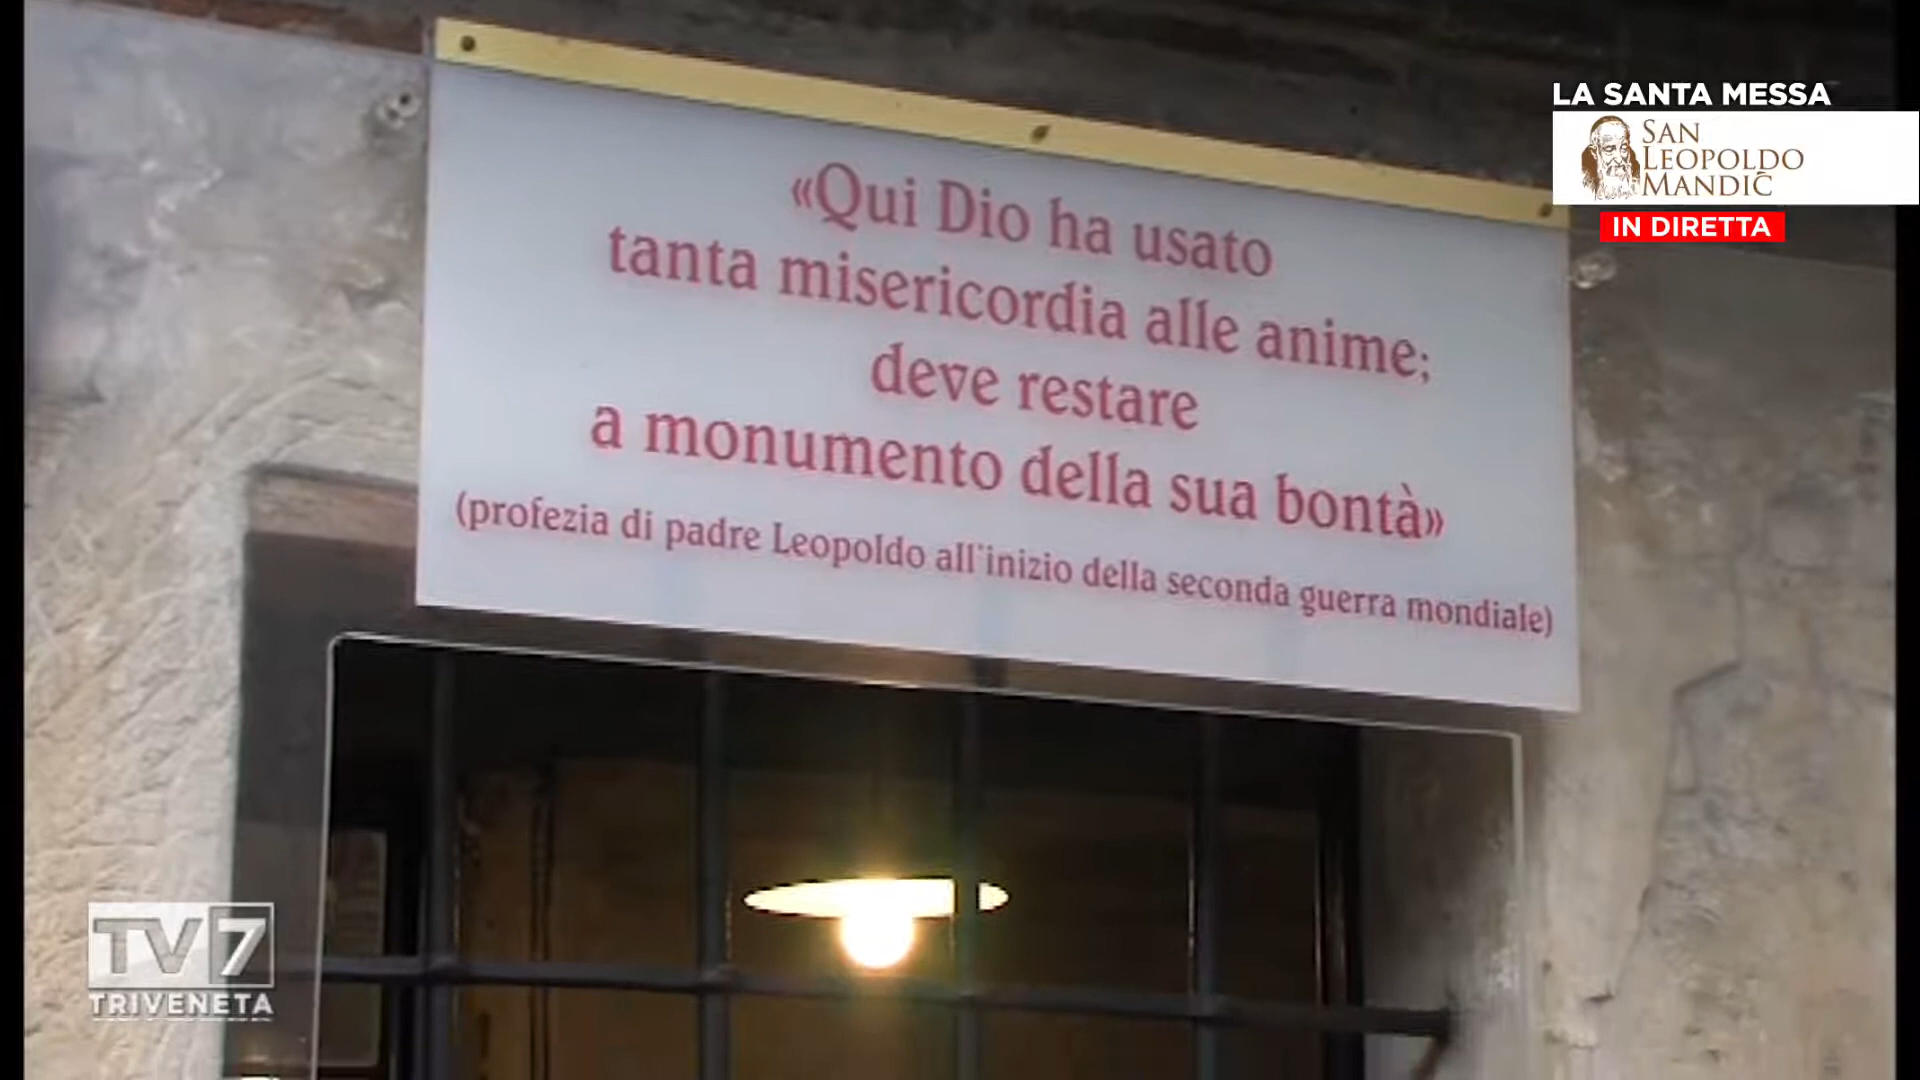 LA SANTA MESSA
SAN
LEOPOLDO
MANDIĆ
IN DIRETTA
«Qui Dio ha usato
tanta misericordia alle anime;
deve restare
a monumento della sua bontà»
(profezia di padre Leopoldo all'inizio della seconda guerra mondiale)
TV7
TRIVENETA